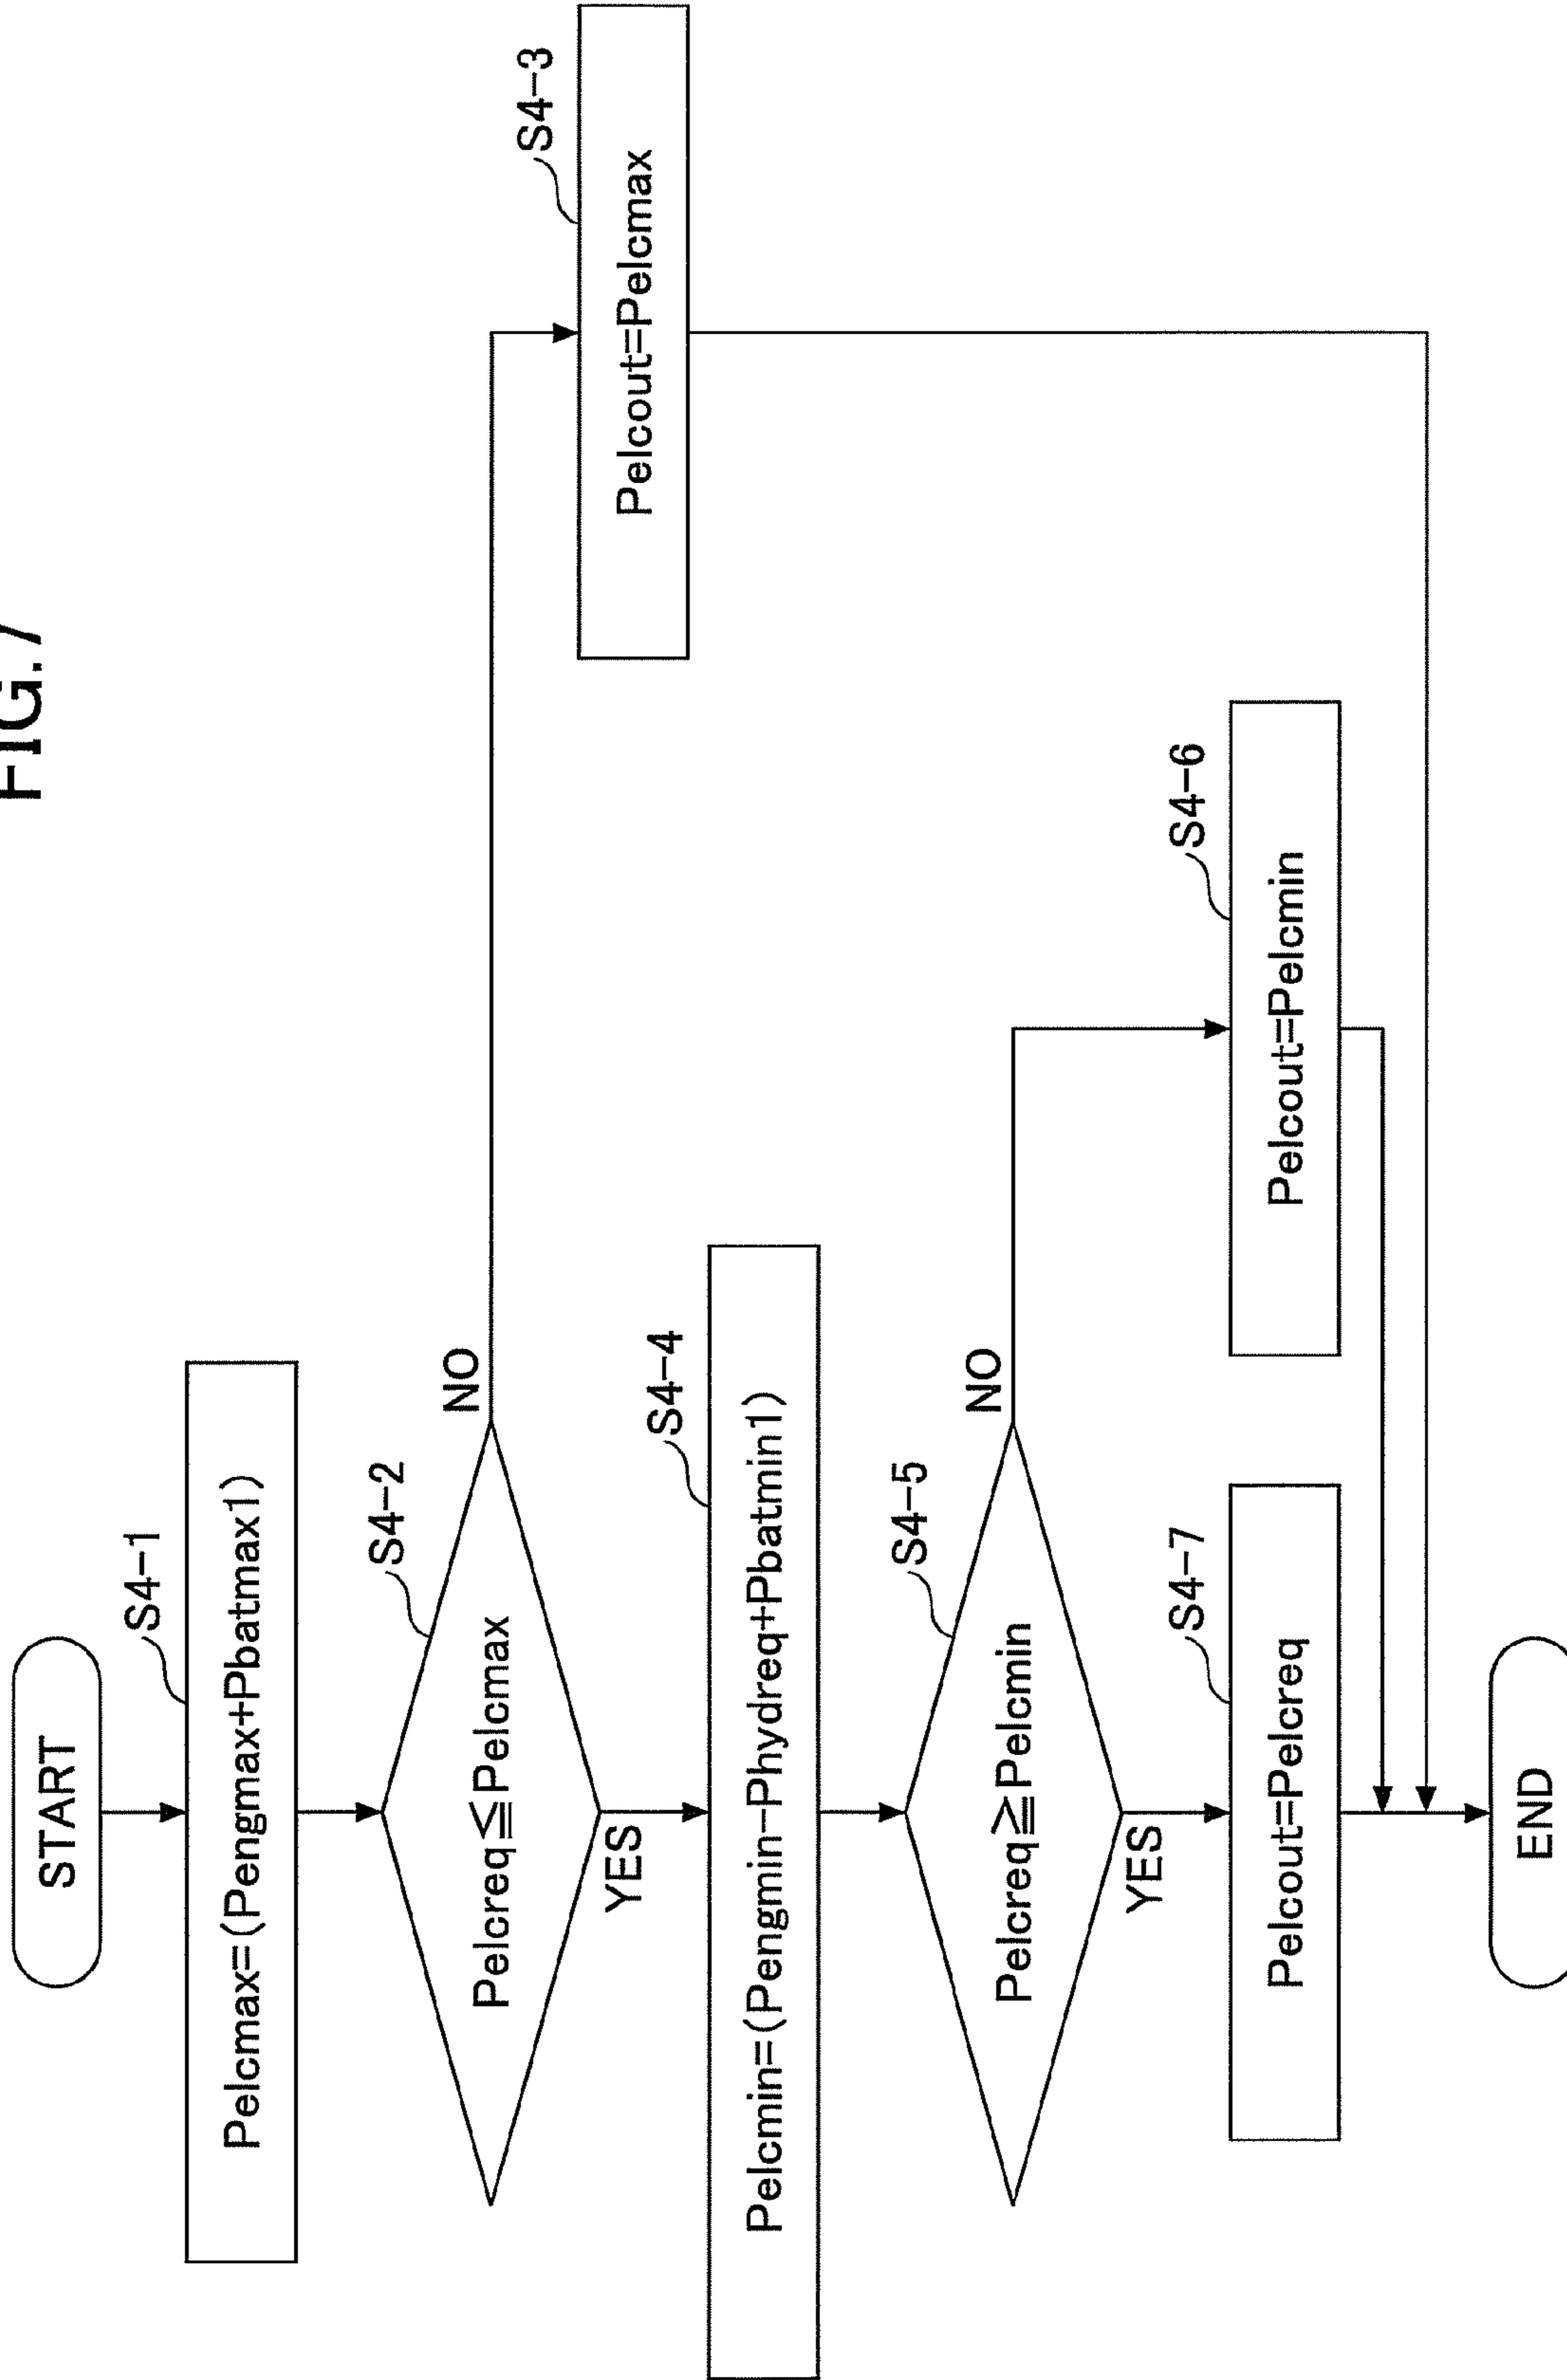 FIG.7
START
S4-1
Pelcmax=(Pengmax+Pbatmax1)
S4-2
Pelcreq≦Pelcmax
NO
YES
S4-3
Pelcout=Pelcmax
S4-4
Pelcmin=(Pengmin-Phydreq+Pbatmin1)
S4-5
Pelcreq≧Pelcmin
NO
YES
S4-6
Pelcout=Pelcmin
S4-7
Pelcout=Pelcreq
END